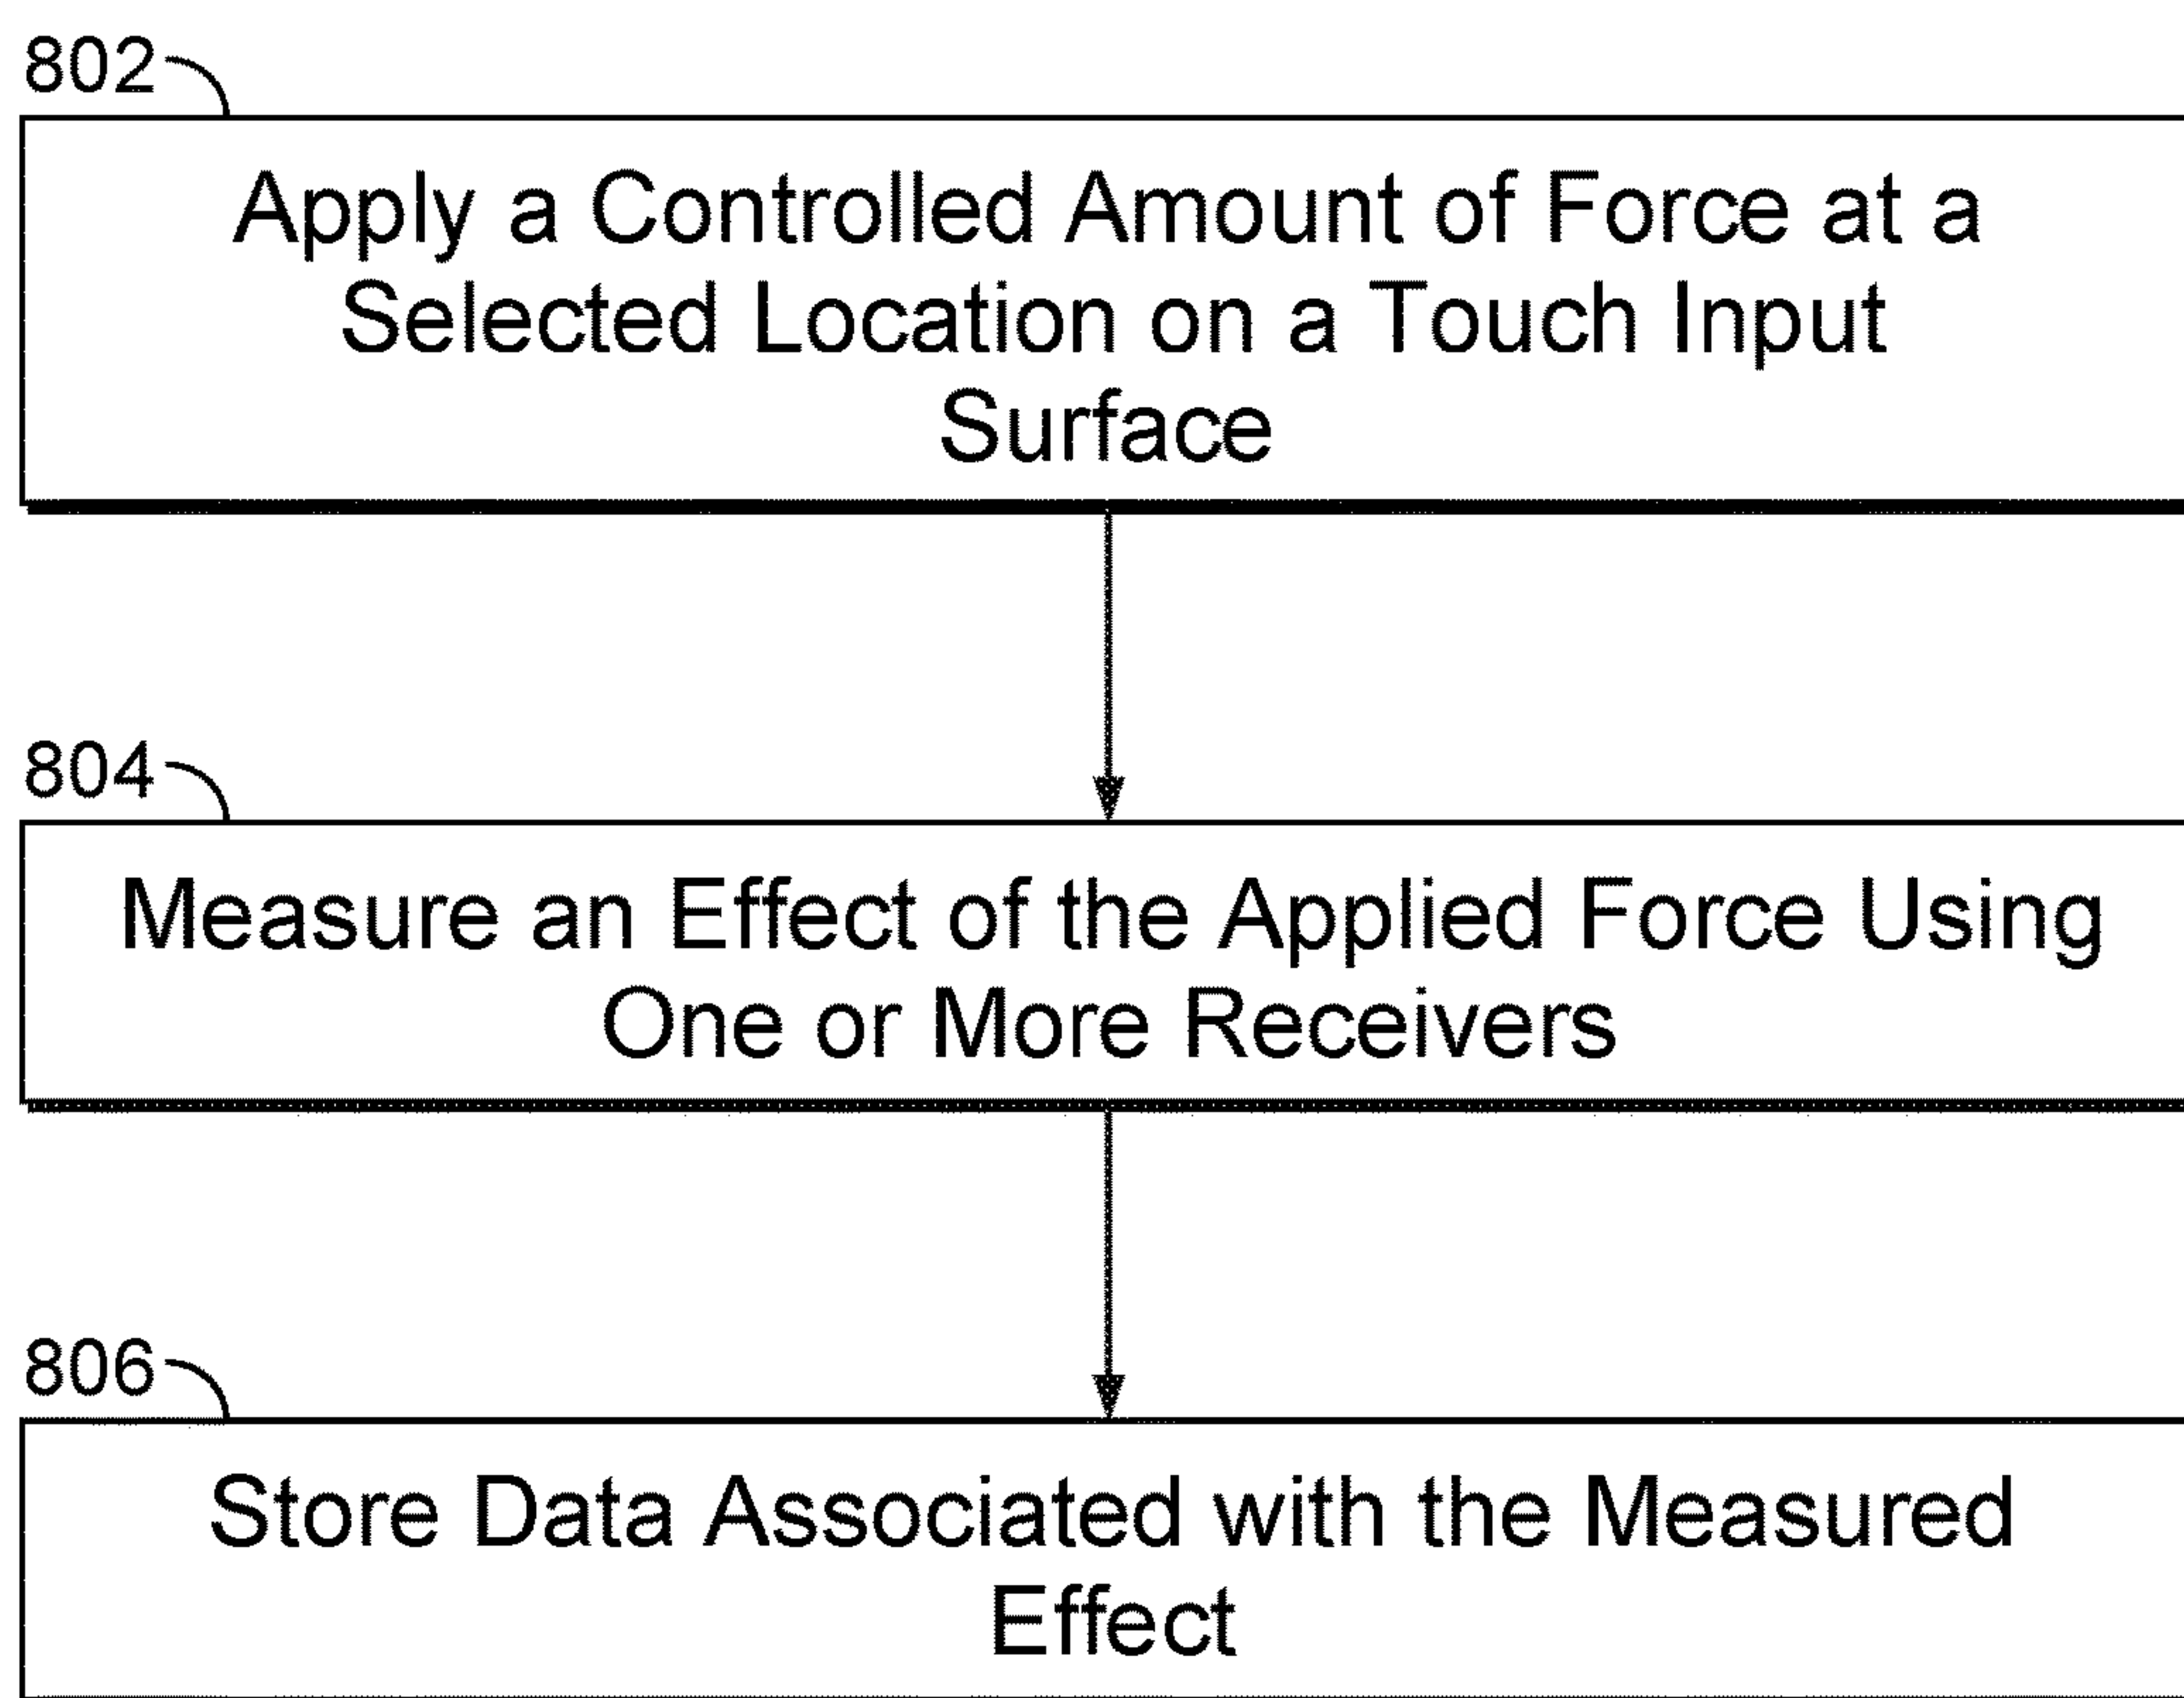 802
Apply a Controlled Amount of Force at a
Selected Location on a Touch Input
Surface
804
Measure an Effect of the Applied Force Using
One or More Receivers
806
Store Data Associated with the Measured
Effect